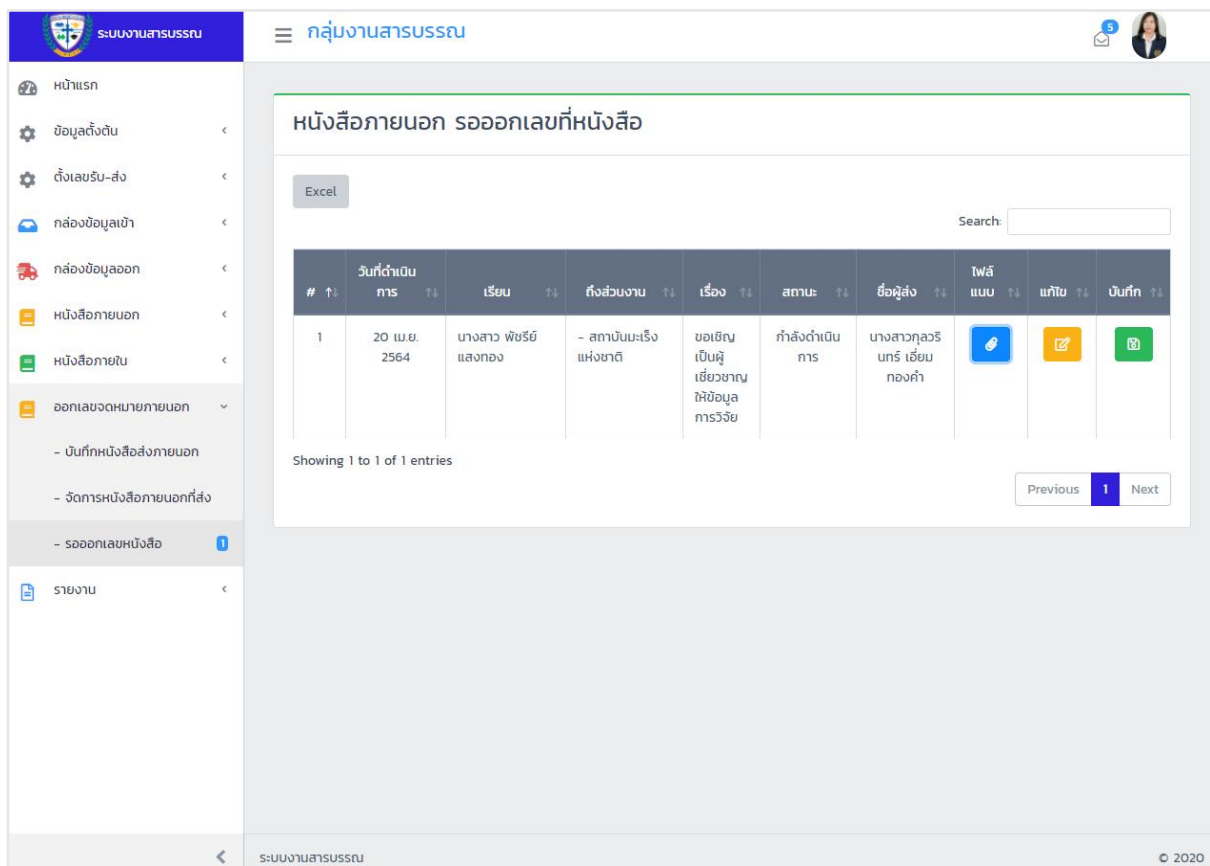 ระบบงานสารบรรณ
กลุ่มงานสารบรรณ
5
หน้าแรก
ข้อมูลตั้งต้น
ตั้งเลขรับ-ส่ง
กล่องข้อมูลเข้า
กล่องข้อมูลออก
หนังสือภายนอก
หนังสือภายใน
ออกเลขจดหมายภายนอก
- บันทึกหนังสือส่งภายนอก
- จัดการหนังสือภายนอกที่ส่ง
- รอออกเลขหนังสือ 1
รายงาน
หนังสือภายนอก รอออกเลขที่หนังสือ
Excel
Search:
# วันที่ดำเนิน
การ เรียน ถึงส่วนงาน เรื่อง สถานะ ชื่อผู้ส่ง ไฟล์
แนบ แก้ไข บันทึก
1 20 เม.ย. นางสาว พัชรีย์ - สถาบันมะเร็ง ขอเชิญ กำลังดำเนิน นางสาวกุลวริ
2564 แสงทอง แห่งชาติ เป็นผู้ การ นทร์ เอี่ยม
เชี่ยวชาญ ทองคำ
ให้ข้อมูล
การวิจัย
Showing 1 to 1 of 1 entries
Previous 1 Next
ระบบงานสารบรรณ © 2020